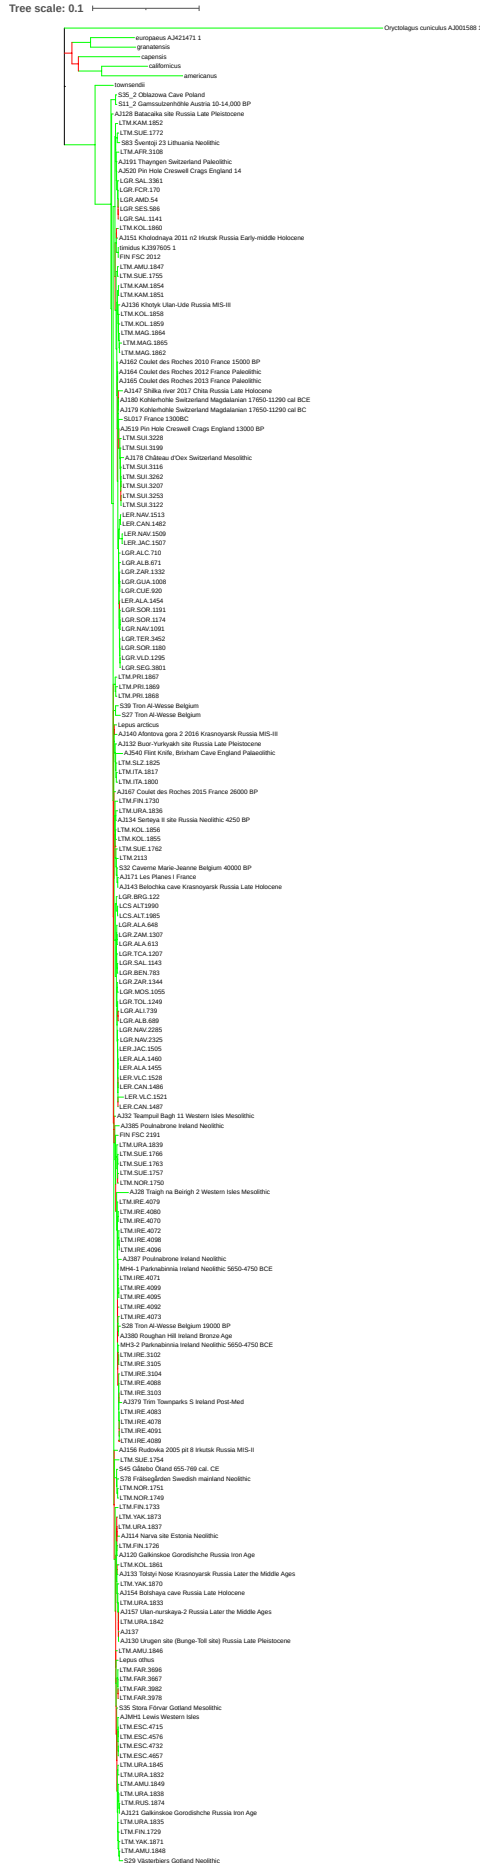 Tree scale: 0.1
Oryctolagus cuniculus AJ001588 1
europaeus AJ421471 1
granatensis
capensis
californicus
americanus
townsendii
S35_2 Oblazowa Cave Poland
S11_2 Gamssulzenhöhle Austria 10-14,000 BP
AJ128 Batacaika site Russia Late Pleistocene
LTM.KAM.1852
LTM.SUE.1772
S83 Šventoji 23 Lithuania Neolithic
LTM.AFR.3108
AJ191 Thayngen Switzerland Paleolithic
AJ520 Pin Hole Creswell Crags England 14
LGR.SAL.3361
LGR.FCR.170
LGR.AMD.54
LGR.SES.586
LGR.SAL.1141
LTM.KOL.1860
AJ151 Kholodnaya 2011 n2 Irkutsk Russia Early-middle Holocene
timidus KJ397605 1
FIN FSC 2012
LTM.AMU.1847
LTM.SUE.1755
LTM.KAM.1854
LTM.KAM.1851
AJ136 Khotyk Ulan-Ude Russia MIS-III
LTM.KOL.1858
LTM.KOL.1859
LTM.MAG.1864
LTM.MAG.1865
LTM.MAG.1862
AJ162 Coulet des Roches 2010 France 15000 BP
AJ164 Coulet des Roches 2012 France Paleolithic
AJ165 Coulet des Roches 2013 France Paleolithic
AJ147 Shilka river 2017 Chita Russia Late Holocene
AJ180 Kohlerhohle Switzerland Magdalanian 17650-11290 cal BCE
AJ179 Kohlerhohle Switzerland Magdalanian 17650-11290 cal BC
SL017 France 1300BC
AJ519 Pin Hole Creswell Crags England 13000 BP
LTM.SUI.3228
LTM.SUI.3199
AJ178 Château d'Oex Switzerland Mesolithic
LTM.SUI.3116
LTM.SUI.3262
LTM.SUI.3207
LTM.SUI.3253
LTM.SUI.3122
LER.NAV.1513
LER.CAN.1482
LER.NAV.1509
LER.JAC.1507
LGR.ALC.710
LGR.ALB.671
LGR.ZAR.1332
LGR.GUA.1008
LGR.CUE.920
LER.ALA.1454
LGR.SOR.1191
LGR.SOR.1174
LGR.NAV.1091
LGR.TER.3452
LGR.SOR.1180
LGR.VLD.1295
LGR.SEG.3801
LTM.PRI.1867
LTM.PRI.1869
LTM.PRI.1868
S39 Tron Al-Wesse Belgium
S27 Tron Al-Wesse Belgium
Lepus arcticus
AJ140 Afontova gora 2 2016 Krasnoyarsk Russia MIS-III
AJ132 Buor-Yurkyakh site Russia Late Pleistocene
AJ540 Flint Knife, Brixham Cave England Palaeolithic
LTM.SLZ.1825
LTM.ITA.1817
LTM.ITA.1800
AJ167 Coulet des Roches 2015 France 26000 BP
LTM.FIN.1730
LTM.URA.1836
AJ134 Serteya II site Russia Neolithic 4250 BP
LTM.KOL.1856
LTM.KOL.1855
LTM.SUE.1762
LTM.2113
S32 Caverne Marie-Jeanne Belgium 40000 BP
AJ171 Les Planes I France
AJ143 Belochka cave Krasnoyarsk Russia Late Holocene
LGR.BRG.122
LCS ALT1990
LCS.ALT.1985
LGR.ALA.648
LGR.ZAM.1307
LGR.ALA.613
LGR.TCA.1207
LGR.SAL.1143
LGR.BEN.783
LGR.ZAR.1344
LGR.MOS.1055
LGR.TOL.1249
LGR.ALI.739
LGR.ALB.689
LGR.NAV.2285
LGR.NAV.2325
LER.JAC.1505
LER.ALA.1460
LER.ALA.1455
LER.VLC.1528
LER.CAN.1486
LER.VLC.1521
LER.CAN.1487
AJ32 Teampuil Bagh 11 Western Isles Mesolithic
AJ385 Poulnabrone Ireland Neolithic
FIN FSC 2191
LTM.URA.1839
LTM.SUE.1766
LTM.SUE.1763
LTM.SUE.1757
LTM.NOR.1750
AJ28 Traigh na Beirigh 2 Western Isles Mesolithic
LTM.IRE.4079
LTM.IRE.4080
LTM.IRE.4070
LTM.IRE.4072
LTM.IRE.4098
LTM.IRE.4096
AJ387 Poulnabrone Ireland Neolithic
MH4-1 Parknabinnia Ireland Neolithic 5650-4750 BCE
LTM.IRE.4071
LTM.IRE.4099
LTM.IRE.4095
LTM.IRE.4092
LTM.IRE.4073
S28 Tron Al-Wesse Belgium 19000 BP
AJ380 Roughan Hill Ireland Bronze Age
MH3-2 Parknabinnia Ireland Neolithic 5650-4750 BCE
LTM.IRE.3102
LTM.IRE.3105
LTM.IRE.3104
LTM.IRE.4088
LTM.IRE.3103
AJ379 Trim Townparks S Ireland Post-Med
LTM.IRE.4083
LTM.IRE.4078
LTM.IRE.4091
LTM.IRE.4089
AJ156 Rudovka 2005 pit 8 Irkutsk Russia MIS-II
LTM.SUE.1754
S45 Gåtebo Öland 655-769 cal. CE
S78 Frälsegården Swedish mainland Neolithic
LTM.NOR.1751
LTM.NOR.1749
LTM.FIN.1733
LTM.YAK.1873
LTM.URA.1837
AJ114 Narva site Estonia Neolithic
LTM.FIN.1726
AJ120 Galkinskoe Gorodishche Russia Iron Age
LTM.KOL.1861
AJ133 Tolstyi Nose Krasnoyarsk Russia Later the Middle Ages
LTM.YAK.1870
AJ154 Bolshaya cave Russia Late Holocene
LTM.URA.1833
AJ157 Ulan-nurskaya-2 Russia Later the Middle Ages
LTM.URA.1842
AJ137
AJ130 Urugen site (Bunge-Toll site) Russia Late Pleistocene
LTM.AMU.1846
Lepus othus
LTM.FAR.3696
LTM.FAR.3667
LTM.FAR.3982
LTM.FAR.3978
S35 Stora Förvar Gotland Mesolithic
AJMH1 Lewis Western Isles
LTM.ESC.4715
LTM.ESC.4576
LTM.ESC.4732
LTM.ESC.4657
LTM.URA.1845
LTM.URA.1832
LTM.AMU.1849
LTM.URA.1838
LTM.RUS.1874
AJ121 Galkinskoe Gorodishche Russia Iron Age
LTM.URA.1835
LTM.FIN.1729
LTM.YAK.1871
LTM.AMU.1848
S29 Västerbiers Gotland Neolithic